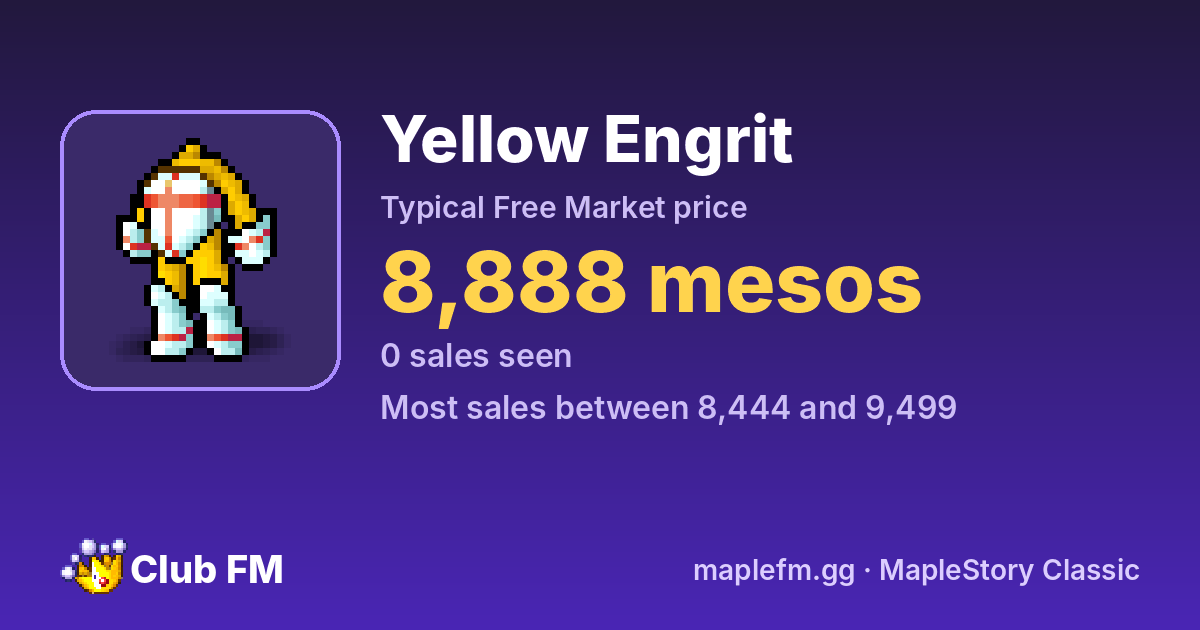 Yellow Engrit
Typical Free Market price
8,888 mesos
0 sales seen
Most sales between 8,444 and 9,499
Club FM
maplefm.gg · MapleStory Classic